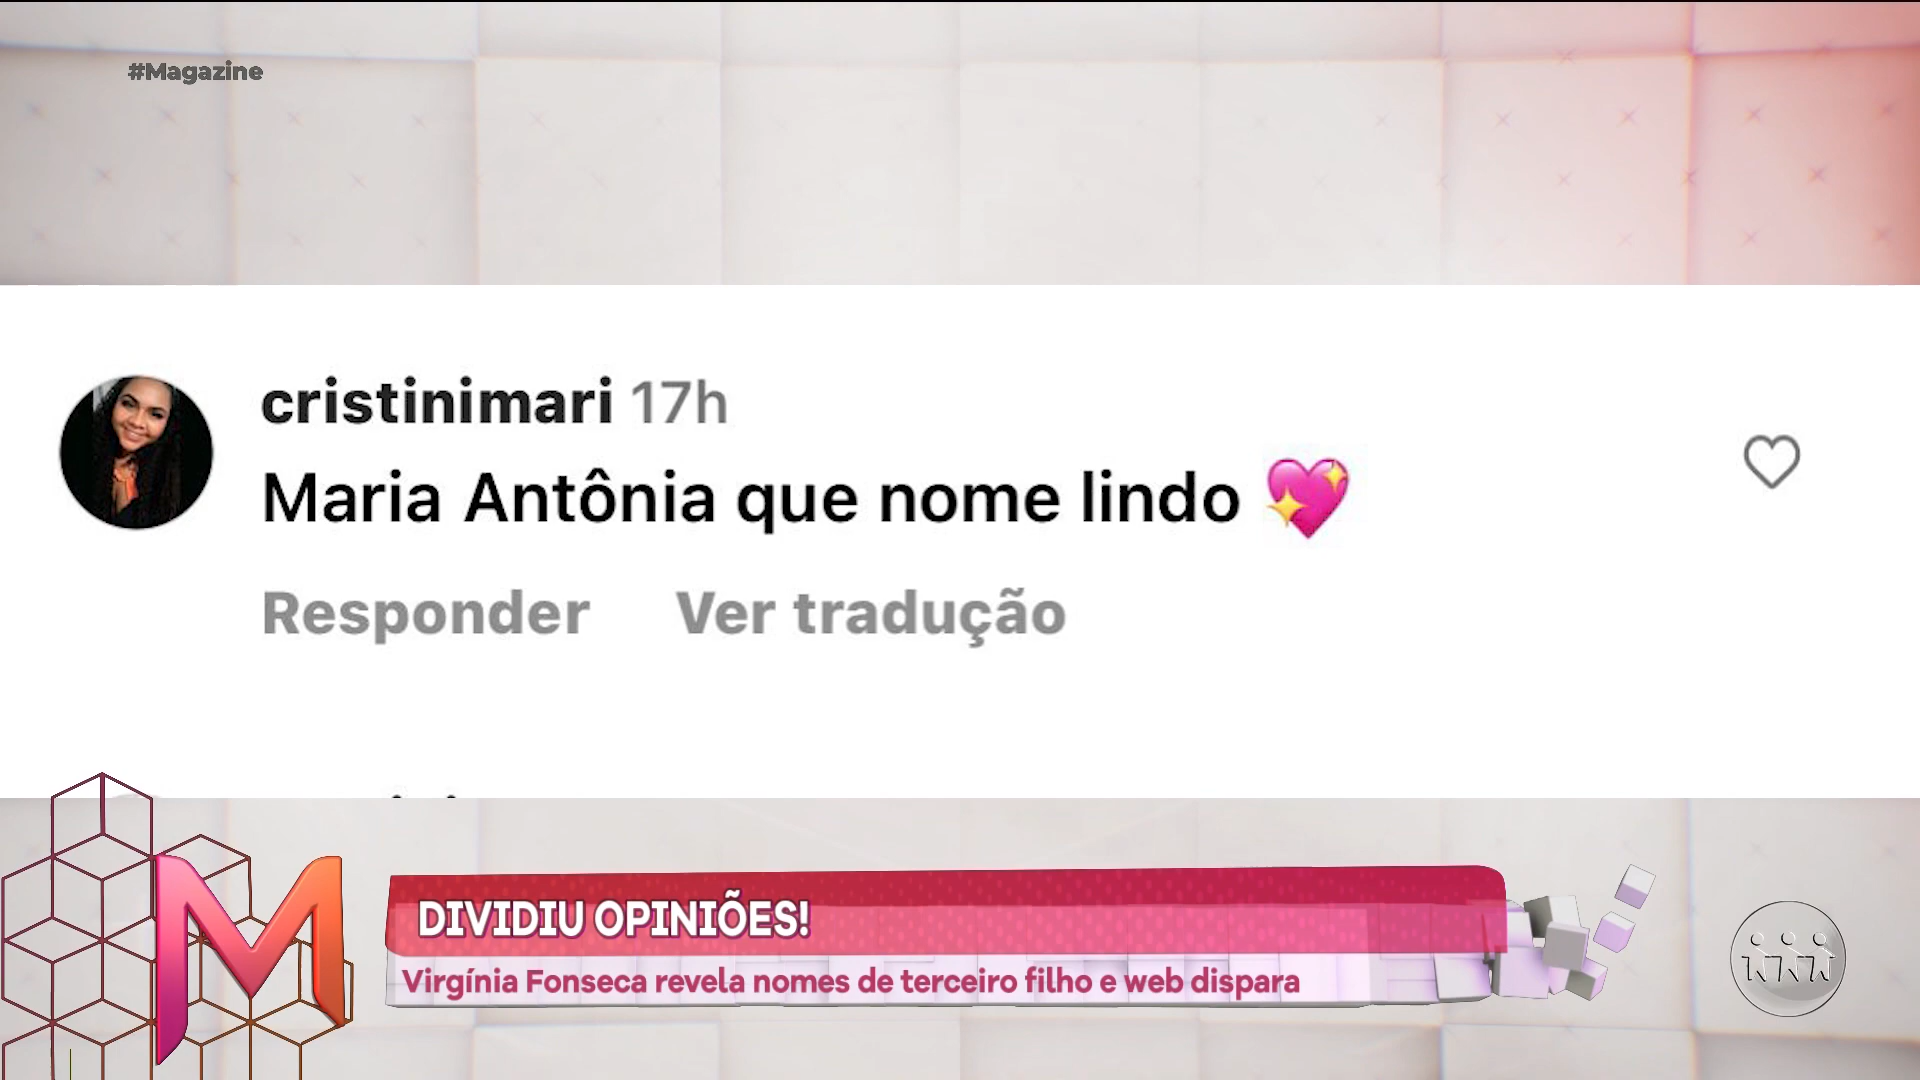 #Magazine
cristinimari 17h
Maria Antônia que nome lindo 💖
Responder Ver tradução
M
DIVIDIU OPINIÕES!
Virgínia Fonseca revela nomes de terceiro filho e web dispara